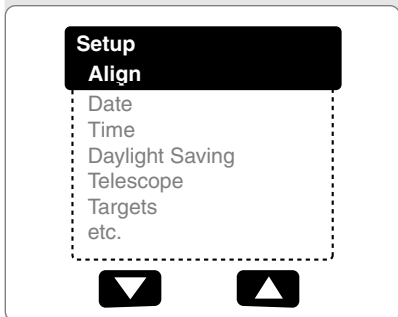 Setup
Align
Date
Time
Daylight Saving
Telescope
Targets
etc.